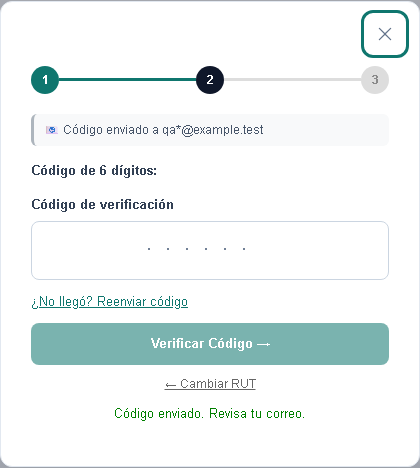 1 2 3
Código enviado a qa*@example.test
Código de 6 dígitos:
Código de verificación
· · · · · ·
¿No llegó? Reenviar código
Verificar Código →
← Cambiar RUT
Código enviado. Revisa tu correo.